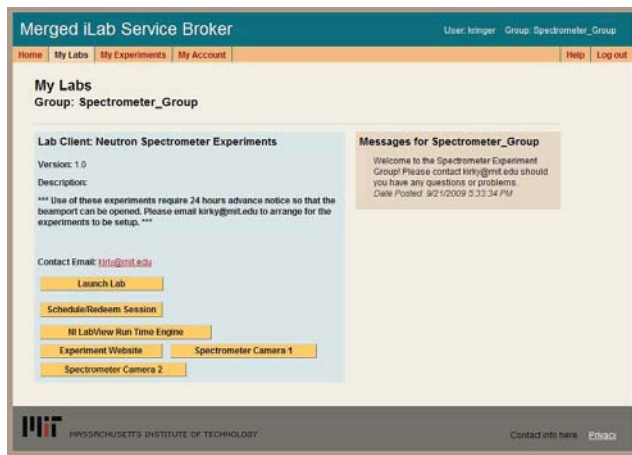 Merged iLab Service Broker
User: kringer Group: Spectrometer_Group
Home My Labs My Experiments My Account Help Log out
My Labs
Group: Spectrometer_Group
Lab Client: Neutron Spectrometer Experiments
Version: 1.0
Description:
*** Use of these experiments require 24 hours advance notice so that the
beamport can be opened. Please email kirky@mit.edu to arrange for the
experiments to be setup. ***
Contact Email: kirky@mit.edu
Launch Lab
Schedule/Redeem Session
NI LabView Run Time Engine
Experiment Website Spectrometer Camera 1
Spectrometer Camera 2
Messages for Spectrometer_Group
Welcome to the Spectrometer Experiment
Group! Please contact kirky@mit.edu should
you have any questions or problems.
Date Posted: 9/21/2009 5:33:34 PM
MIT MASSACHUSETTS INSTITUTE OF TECHNOLOGY
Contact info here. Privacy